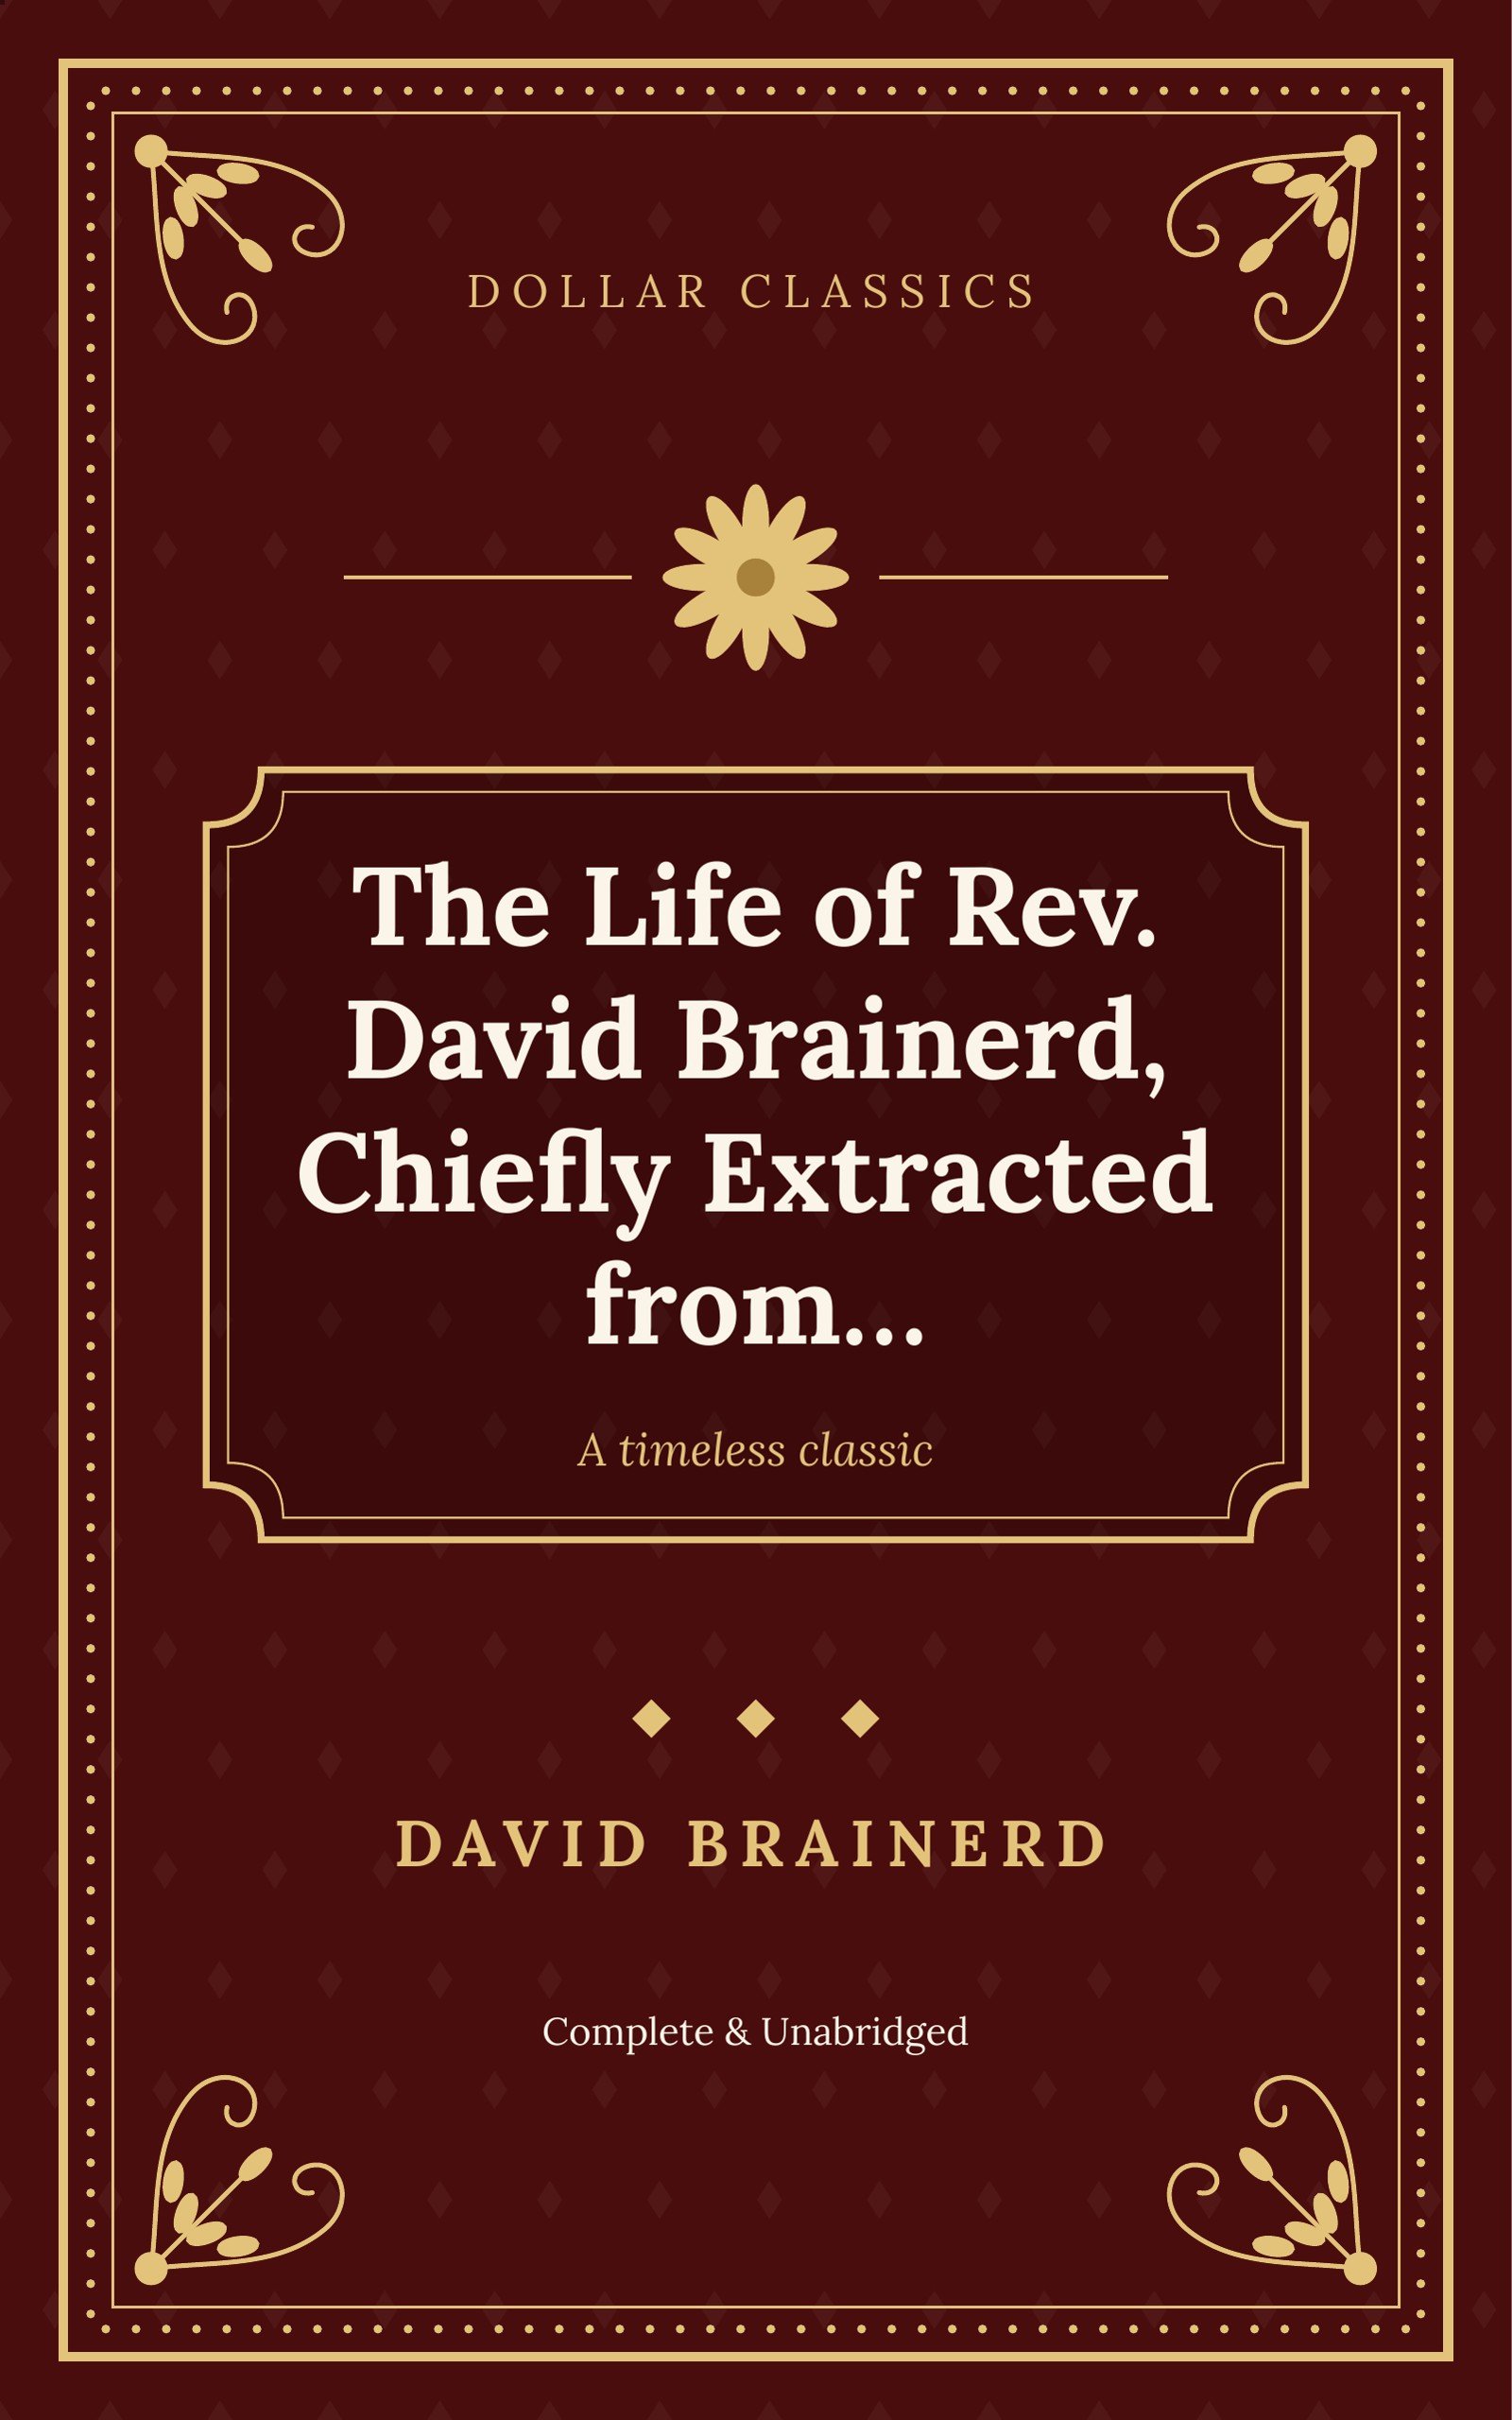 DOLLAR CLASSICS
The Life of Rev.
David Brainerd,
Chiefly Extracted
from...
A timeless classic
DAVID BRAINERD
Complete & Unabridged